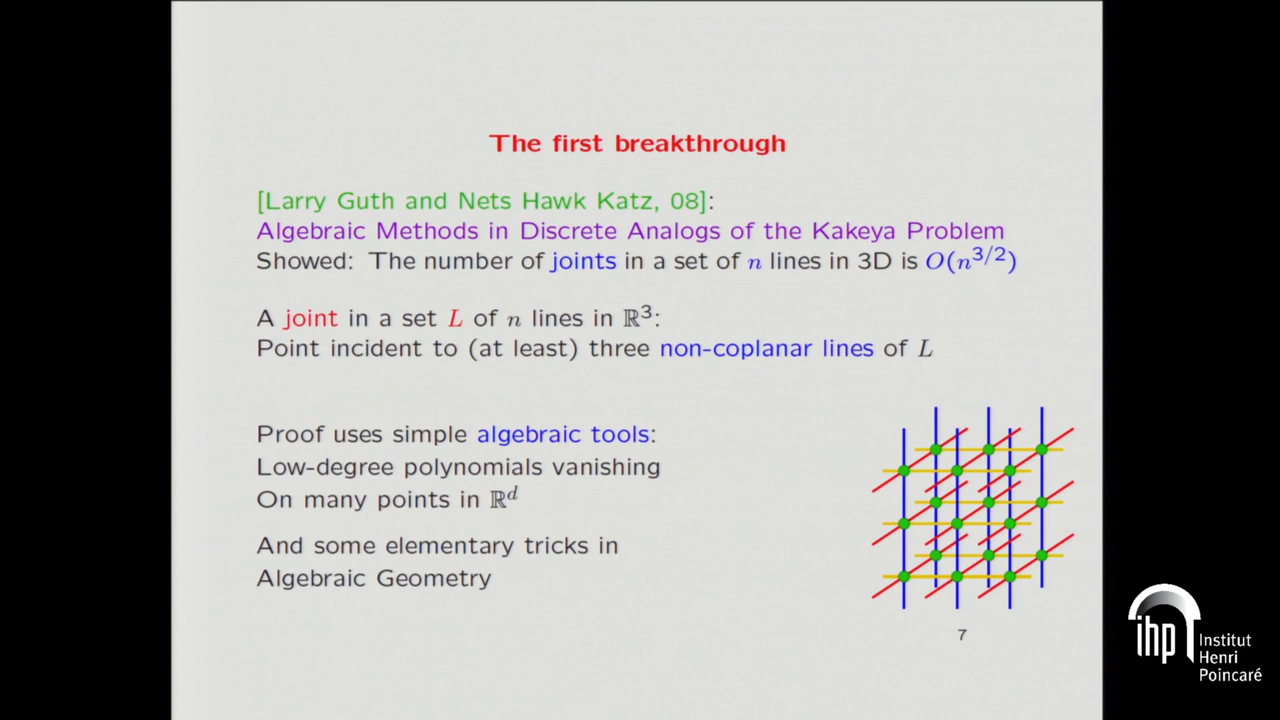 The first breakthrough
[Larry Guth and Nets Hawk Katz, 08]:
Algebraic Methods in Discrete Analogs of the Kakeya Problem
Showed: The number of joints in a set of n lines in 3D is O(n^{3/2})
A joint in a set L of n lines in ℝ³:
Point incident to (at least) three non-coplanar lines of L
Proof uses simple algebraic tools:
Low-degree polynomials vanishing
On many points in ℝ^d
And some elementary tricks in
Algebraic Geometry
7
ihp Institut
Henri
Poincaré